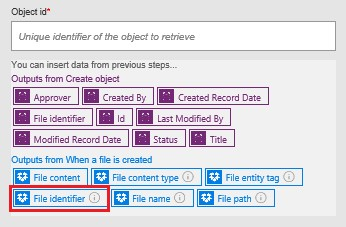 Object id*
Unique identifier of the object to retrieve
You can insert data from previous steps...
Outputs from Create object
Approver Created By Created Record Date
File identifier Id Last Modified By
Modified Record Date Status Title
Outputs from When a file is created
File content File content type File entity tag
File identifier File name File path